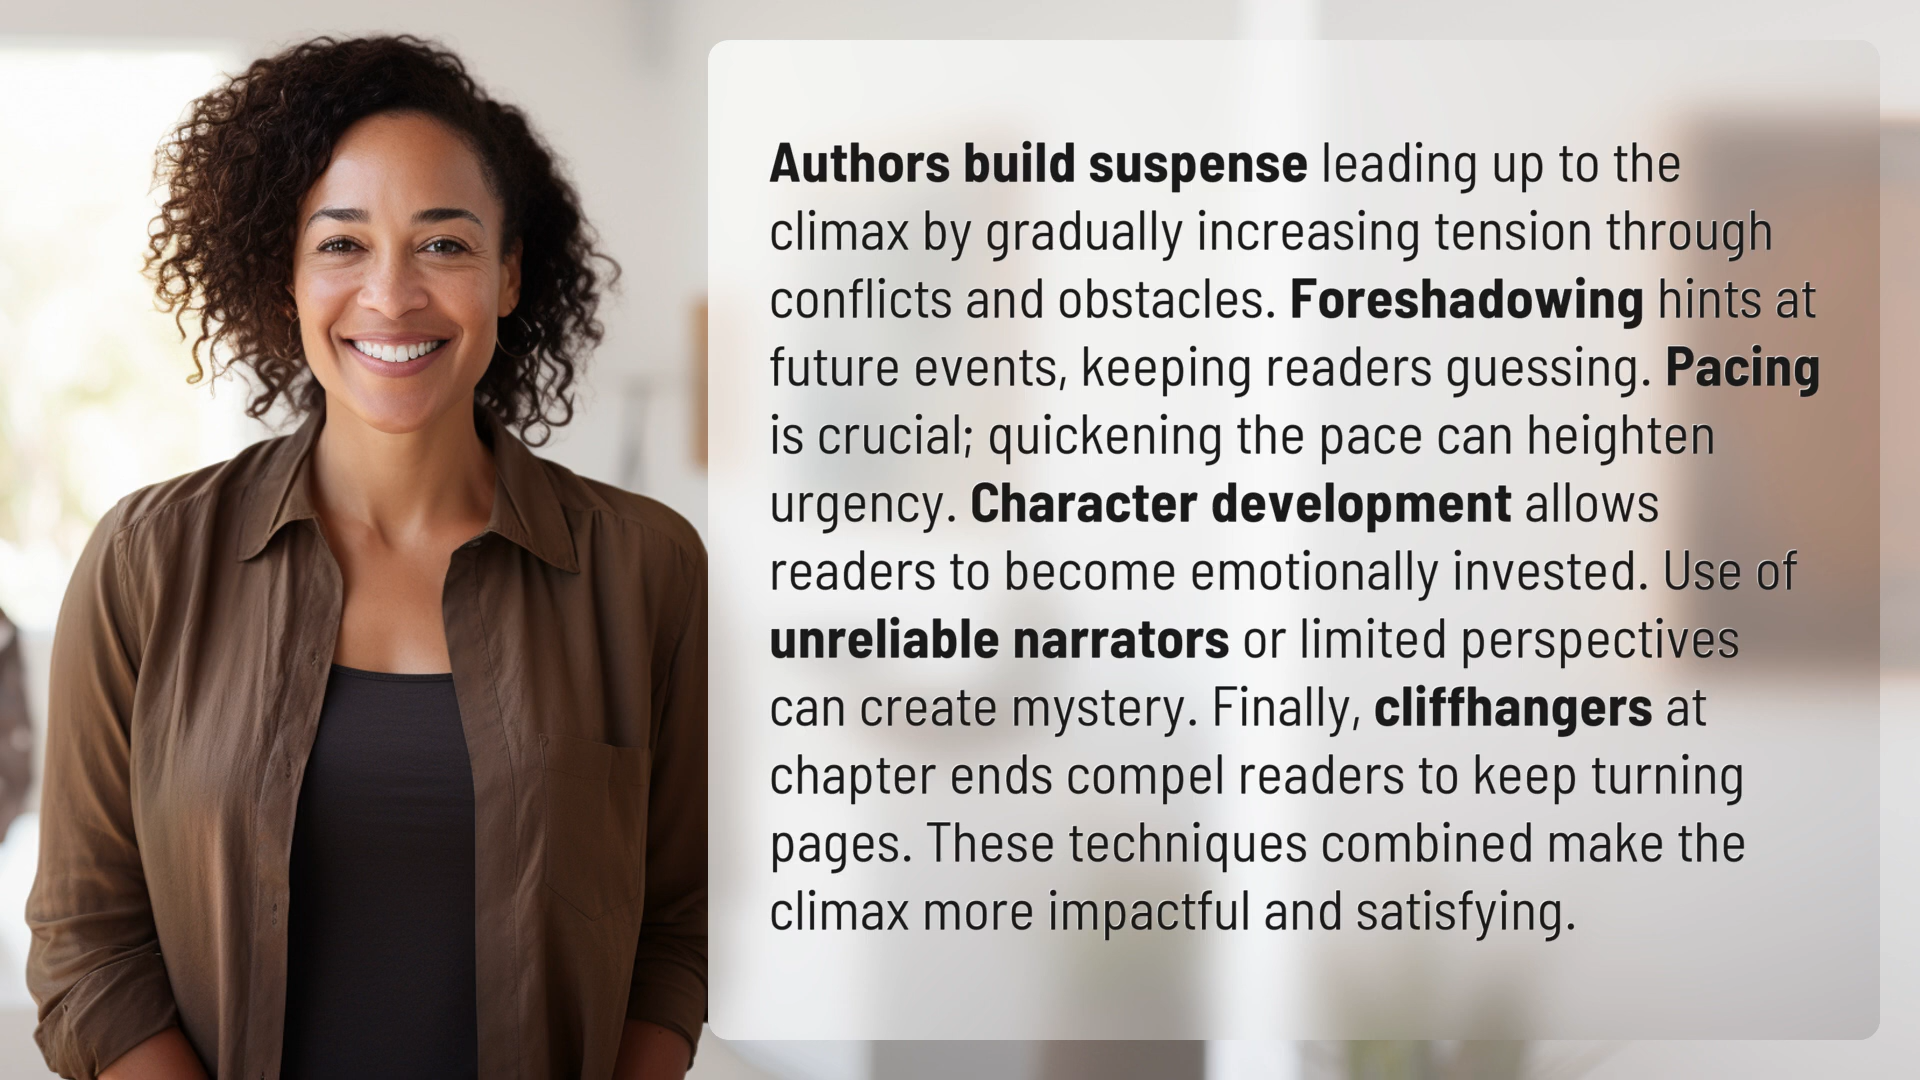 Authors build suspense leading up to the
climax by gradually increasing tension through
conflicts and obstacles. Foreshadowing hints at
future events, keeping readers guessing. Pacing
is crucial; quickening the pace can heighten
urgency. Character development allows
readers to become emotionally invested. Use of
unreliable narrators or limited perspectives
can create mystery. Finally, cliffhangers at
chapter ends compel readers to keep turning
pages. These techniques combined make the
climax more impactful and satisfying.